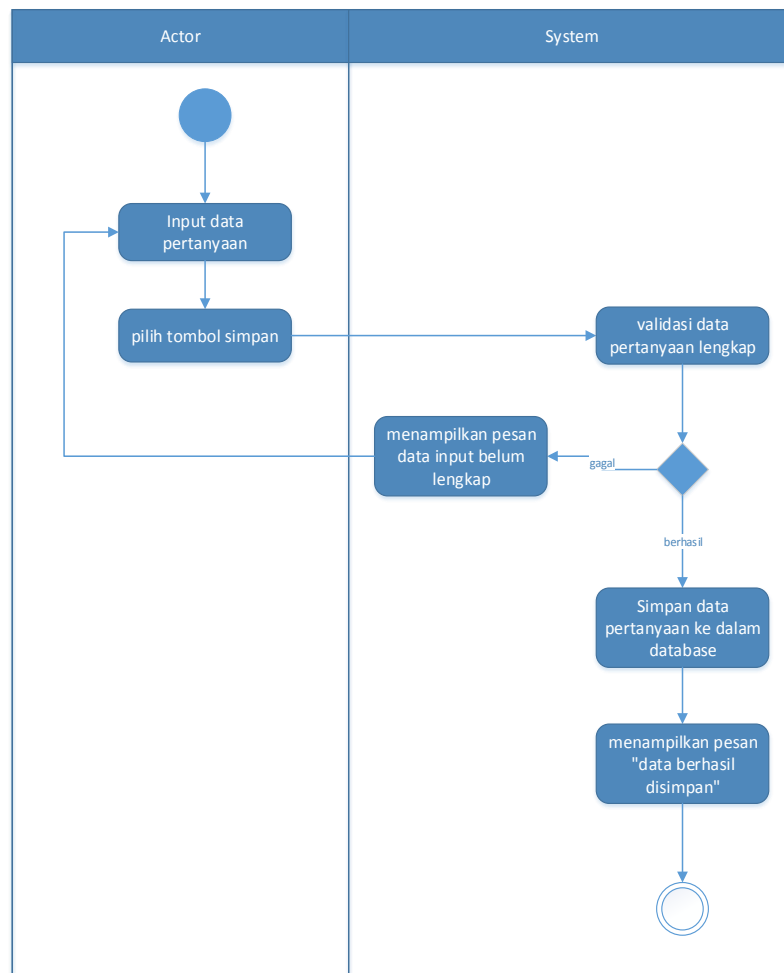 Actor
System
Input data
pertanyaan
pilih tombol simpan
validasi data
pertanyaan lengkap
menampilkan pesan
data input belum
lengkap
gagal
berhasil
Simpan data
pertanyaan ke dalam
database
menampilkan pesan
"data berhasil
disimpan"